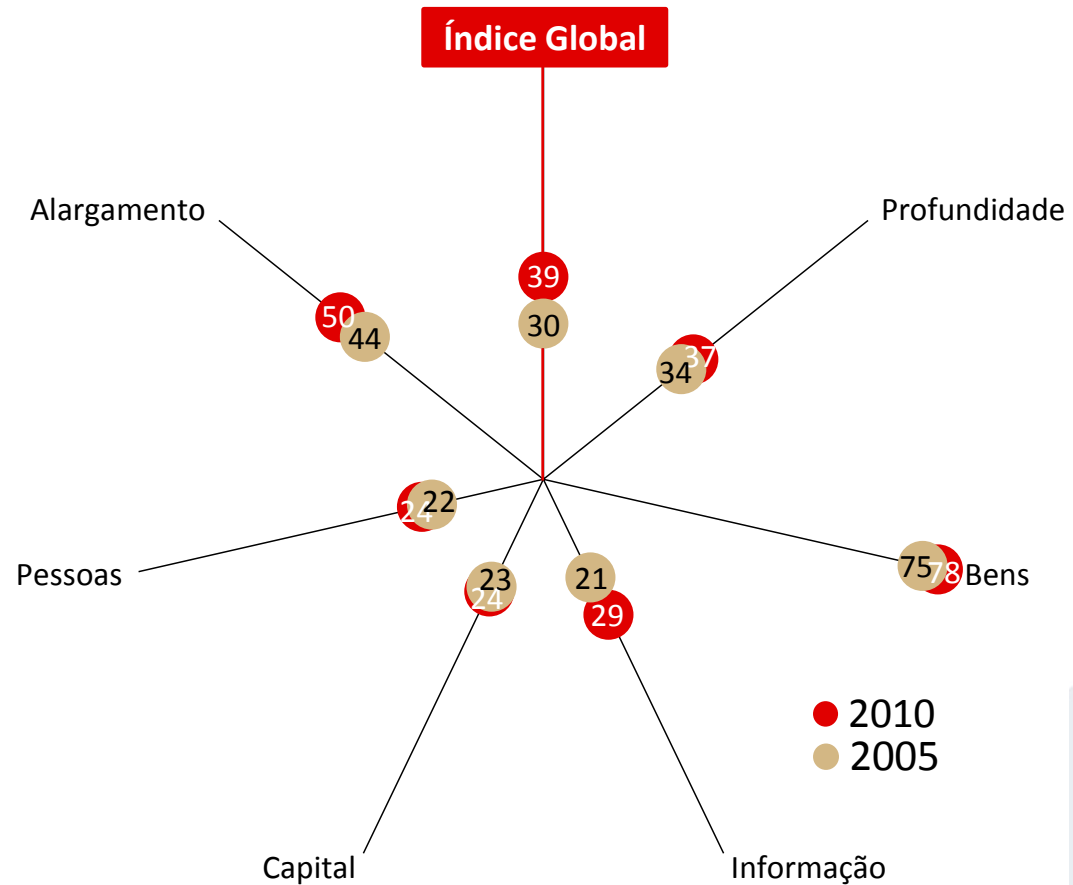 Índice Global
Alargamento
Profundidade
39
50
30
44
37
34
22
24
75
78
Pessoas
Bens
23
21
24
29
2010
2005
Capital
Informação